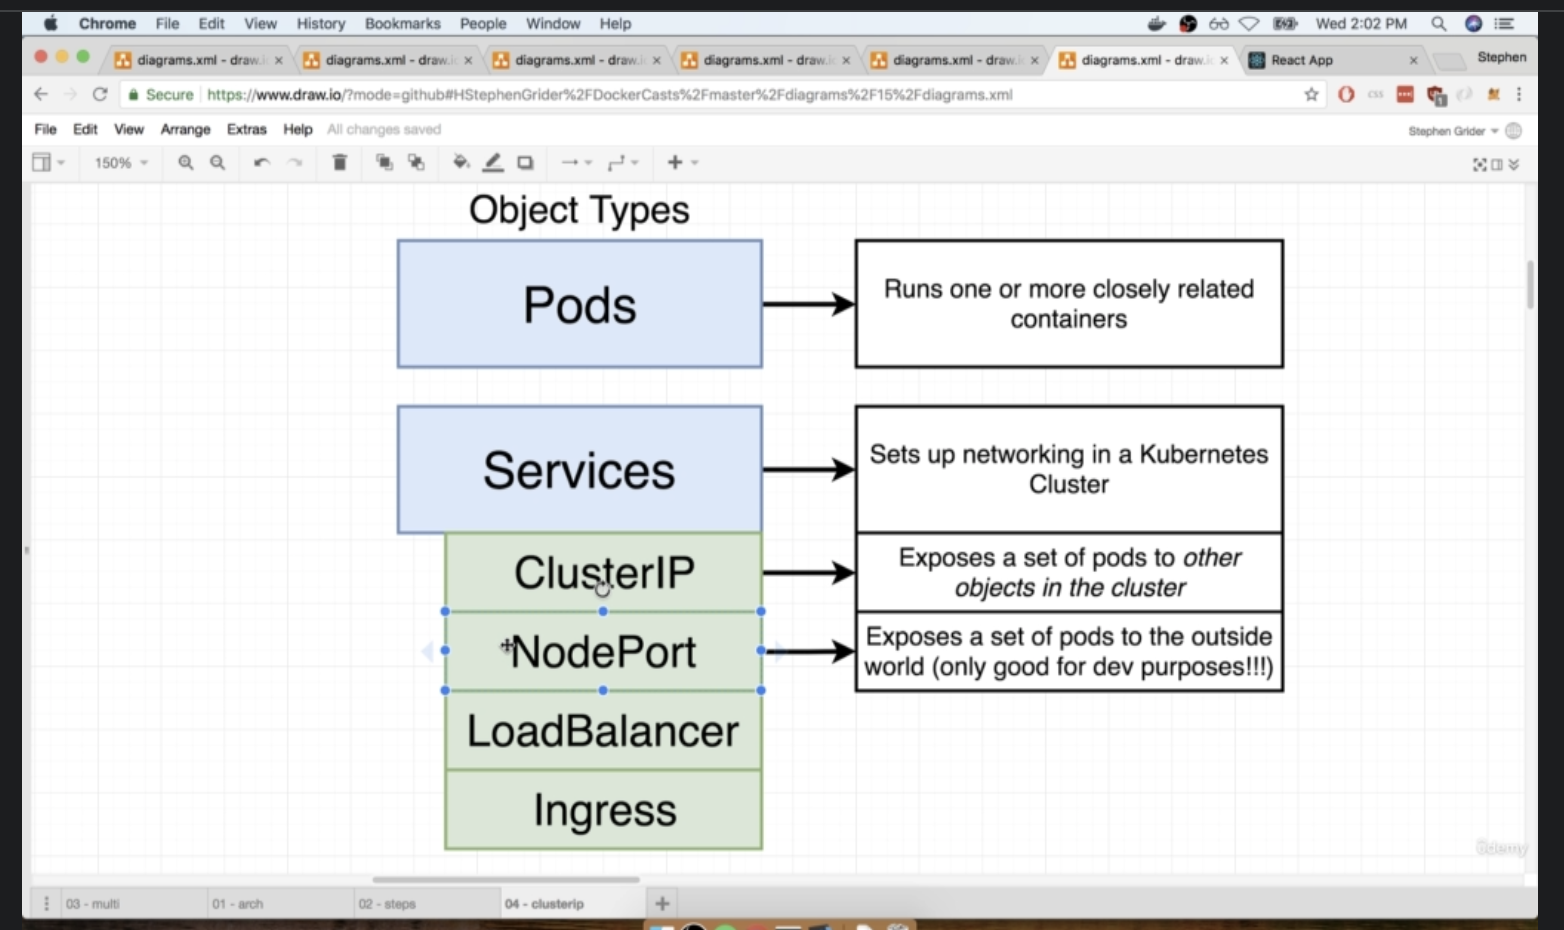 Chrome File Edit View History Bookmarks People Window Help Wed 2:02 PM
diagrams.xml - draw.i diagrams.xml - draw.i diagrams.xml - draw.i diagrams.xml - draw.i diagrams.xml - draw.i diagrams.xml - draw.i React App Stephen
Secure https://www.draw.io/?mode=github#HStephenGrider%2FDockerCasts%2Fmaster%2Fdiagrams%2F15%2Fdiagrams.xml css
File Edit View Arrange Extras Help All changes saved Stephen Grider
150%
Object Types
Pods
Runs one or more closely related
containers
Services
Sets up networking in a Kubernetes
Cluster
ClusterIP
Exposes a set of pods to other
objects in the cluster
NodePort
Exposes a set of pods to the outside
world (only good for dev purposes!!!)
LoadBalancer
Ingress
ûdemy
03 - multi 01 - arch 02 - steps 04 - clusterip